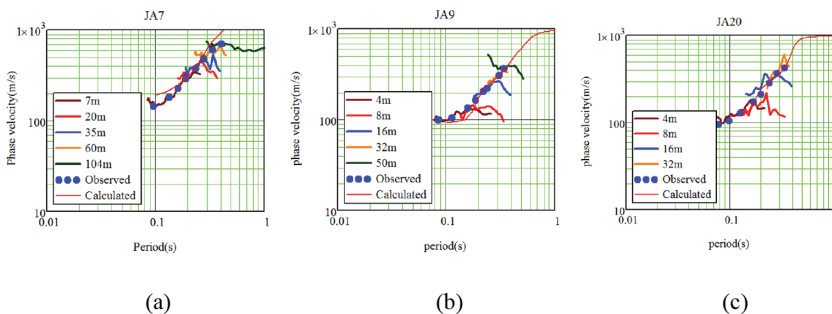 JA7
1×10³
100
10
Phase velocity(m/s)
7m
20m
35m
60m
104m
Observed
Calculated
0.01
0.1
1
Period(s)
(a)
JA9
1×10³
100
10
phase velocity(m/s)
4m
8m
16m
32m
50m
Observed
Calculated
0.01
0.1
1
period(s)
(b)
JA20
1×10³
100
10
Phase velocity(m/s)
4m
8m
16m
32m
Observed
Calculated
0.01
0.1
period(s)
(c)